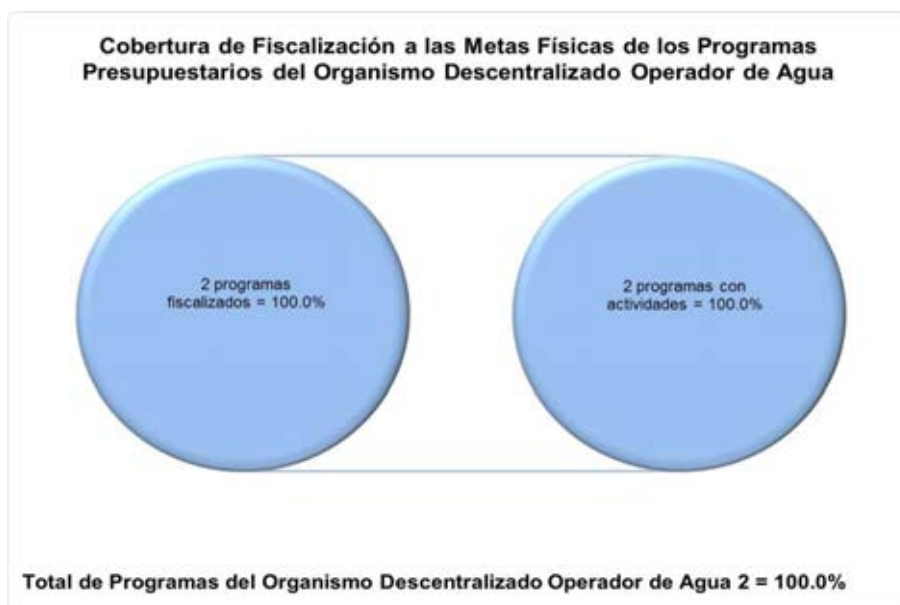 Cobertura de Fiscalización a las Metas Físicas de los Programas
Presupuestarios del Organismo Descentralizado Operador de Agua
2 programas
fiscalizados = 100.0%
2 programas con
actividades = 100.0%
Total de Programas del Organismo Descentralizado Operador de Agua 2 = 100.0%